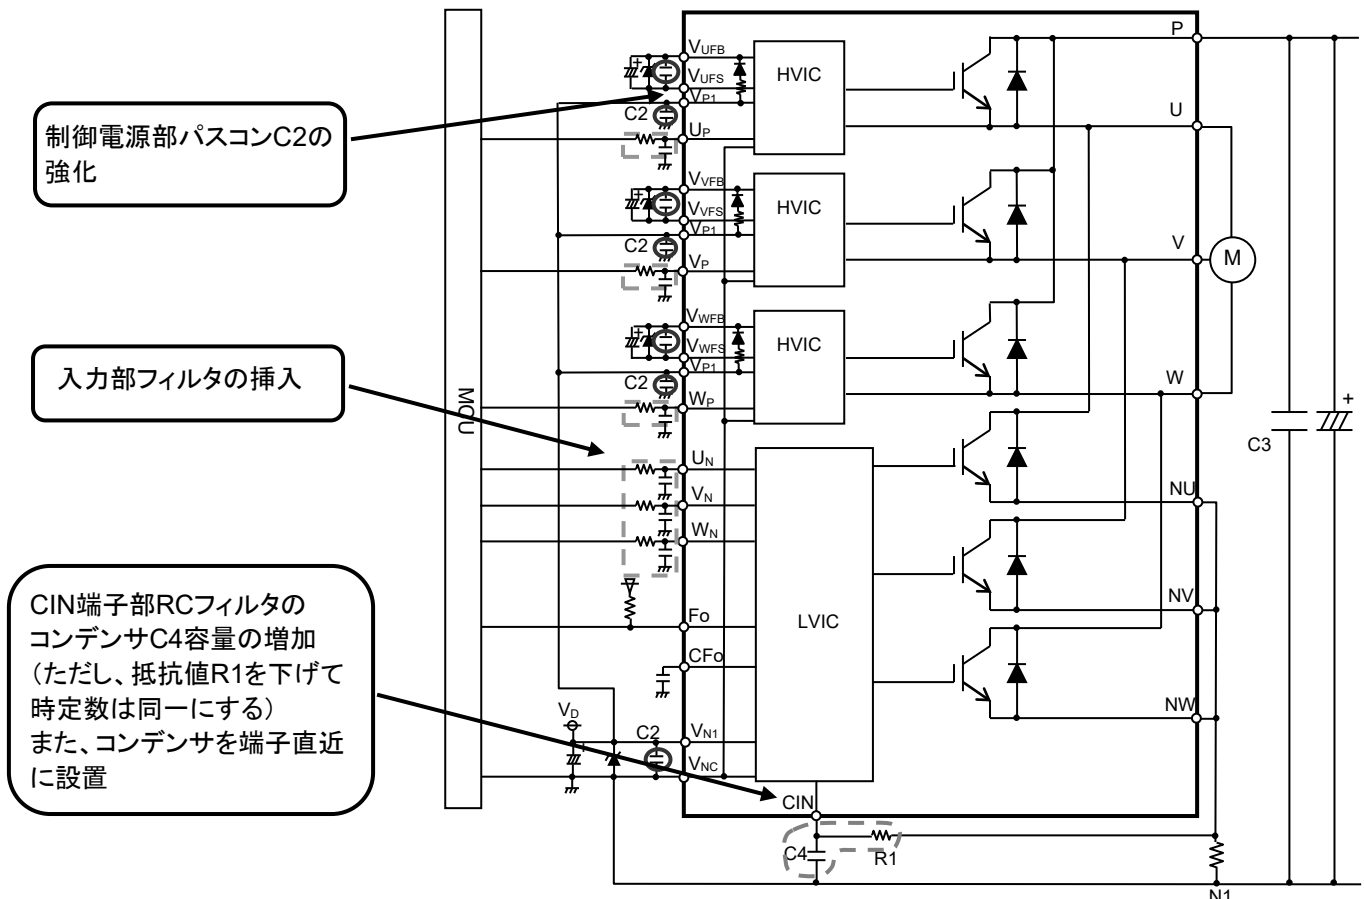 制御電源部パスコンC2の
強化
入力部フィルタの挿入
CIN端子部RCフィルタの
コンデンサC4容量の増加
(ただし、抵抗値R1を下げて
時定数は同一にする)
また、コンデンサを端子直近
に設置
MCU
VUFB
VUFS
VP1
C2
UP
HVIC
VVFB
VVFS
VP1
C2
VP
HVIC
VWFB
VWFS
VP1
C2
WP
HVIC
UN
VN
WN
Fo
CFo
LVIC
VD
C2
VN1
VNC
CIN
C4
R1
P
U
V
W
NU
NV
NW
M
C3
+
N1